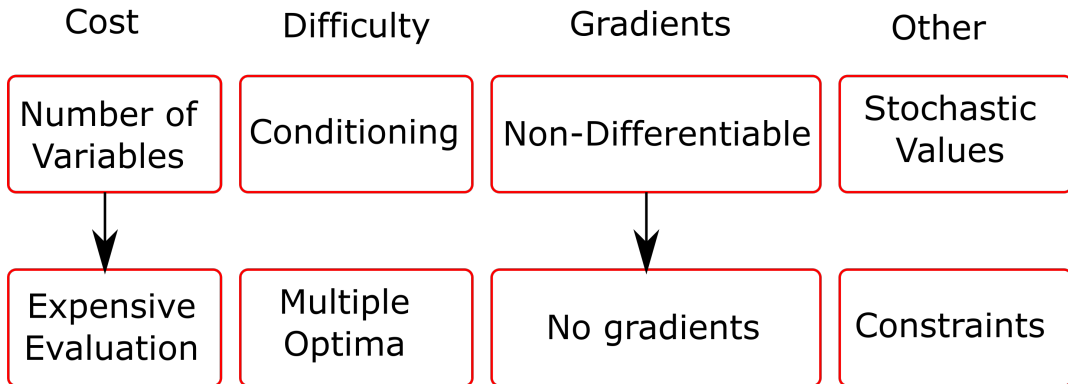 Cost
Difficulty
Gradients
Other
Number of
Variables
Conditioning
Non-Differentiable
Stochastic
Values
Expensive
Evaluation
Multiple
Optima
No gradients
Constraints